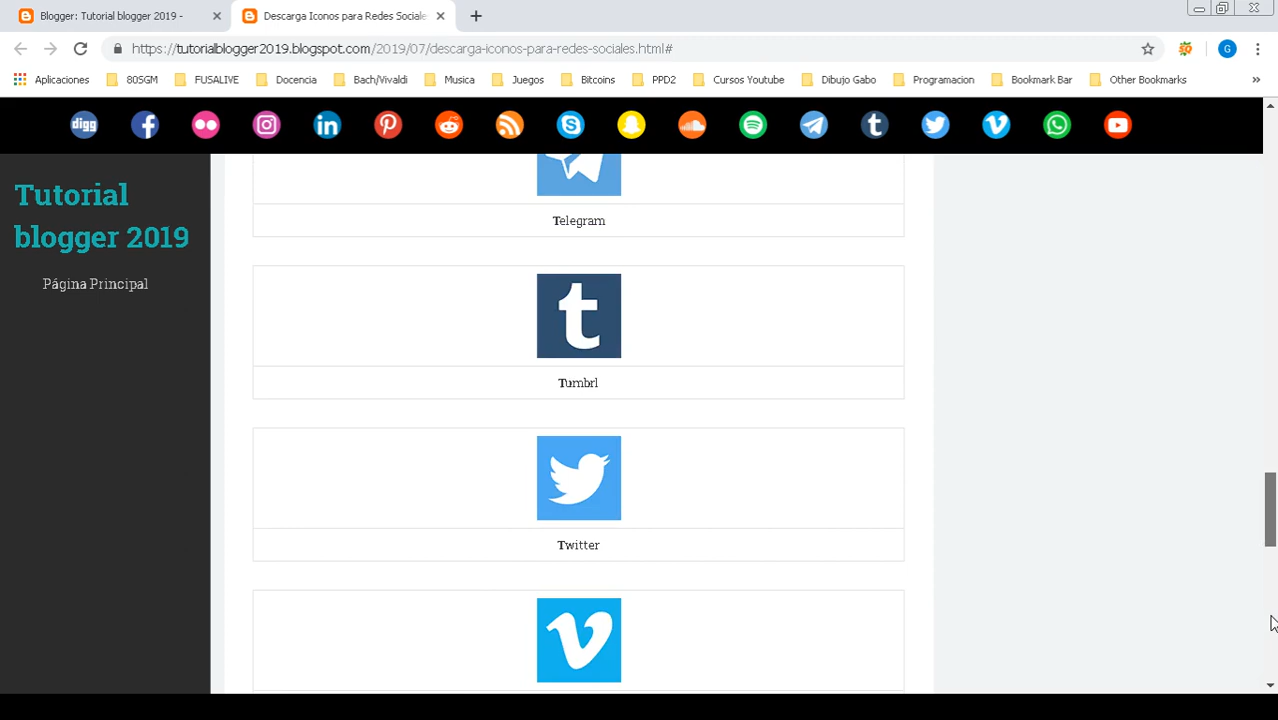 Blogger: Tutorial blogger 2019 -
Descarga Iconos para Redes Sociale
https://tutorialblogger2019.blogspot.com/2019/07/descarga-iconos-para-redes-sociales.html#
G
Aplicaciones
80SGM
FUSALIVE
Docencia
Bach/Vivaldi
Musica
Juegos
Bitcoins
PPD2
Cursos Youtube
Dibujo Gabo
Programacion
Bookmark Bar
Other Bookmarks
digg
Tutorial
blogger 2019
Página Principal
Telegram
Tumbrl
Twitter